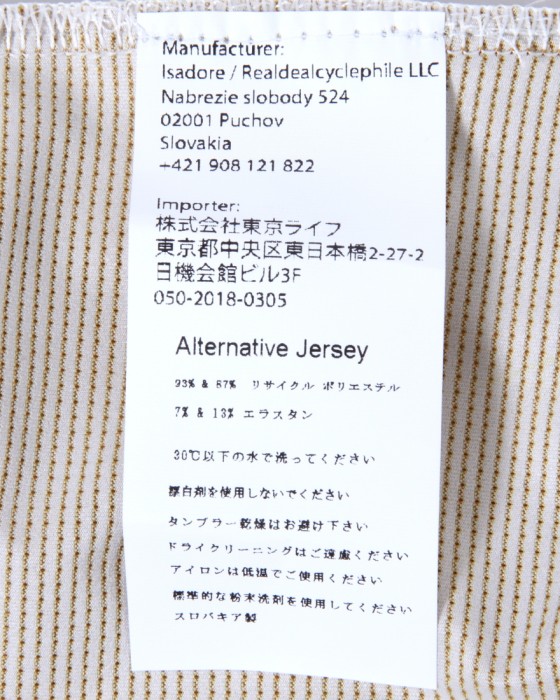 Manufacturer:
Isadore / Realdealcyclephile LLC
Nabrezie slobody 524
02001 Puchov
Slovakia
+421 908 121 822
Importer:
株式会社東京ライフ
東京都中央区東日本橋2-27-2
日機会館ビル3F
050-2018-0305
Alternative Jersey
93% & 87% リサイクル ポリエステル
7% & 13% エラスタン
30℃以下の水で洗ってください
漂白剤を使用しないでください
タンブラー乾燥はお避け下さい
ドライクリーニングはご遠慮ください
アイロンは低温でご使用ください
標準的な粉末洗剤を使用してください
スロバキア製